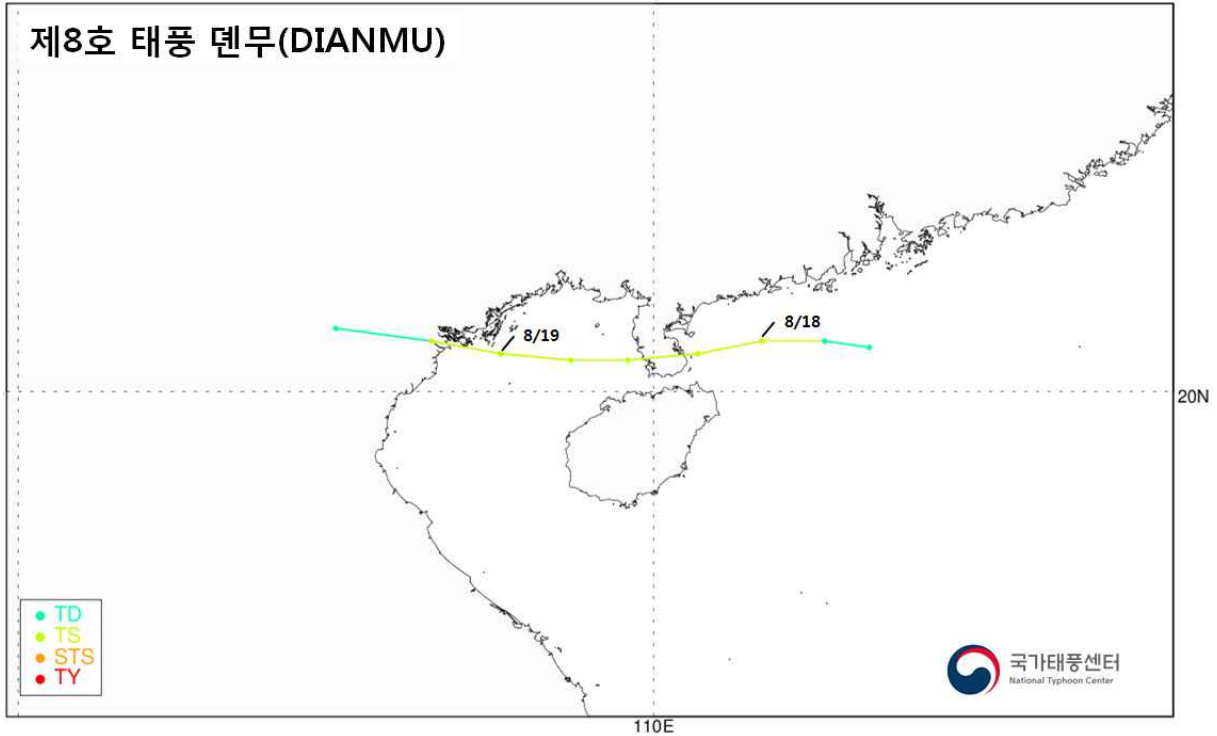 제8호 태풍 뎬무(DIANMU)
8/18
8/19
20N
TD
TS
STS
TY
국가태풍센터
National Typhoon Center
110E